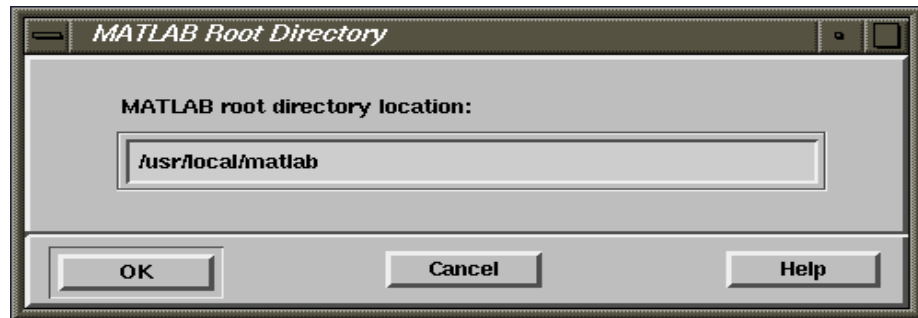 MATLAB Root Directory
MATLAB root directory location:
/usr/local/matlab
OK Cancel Help